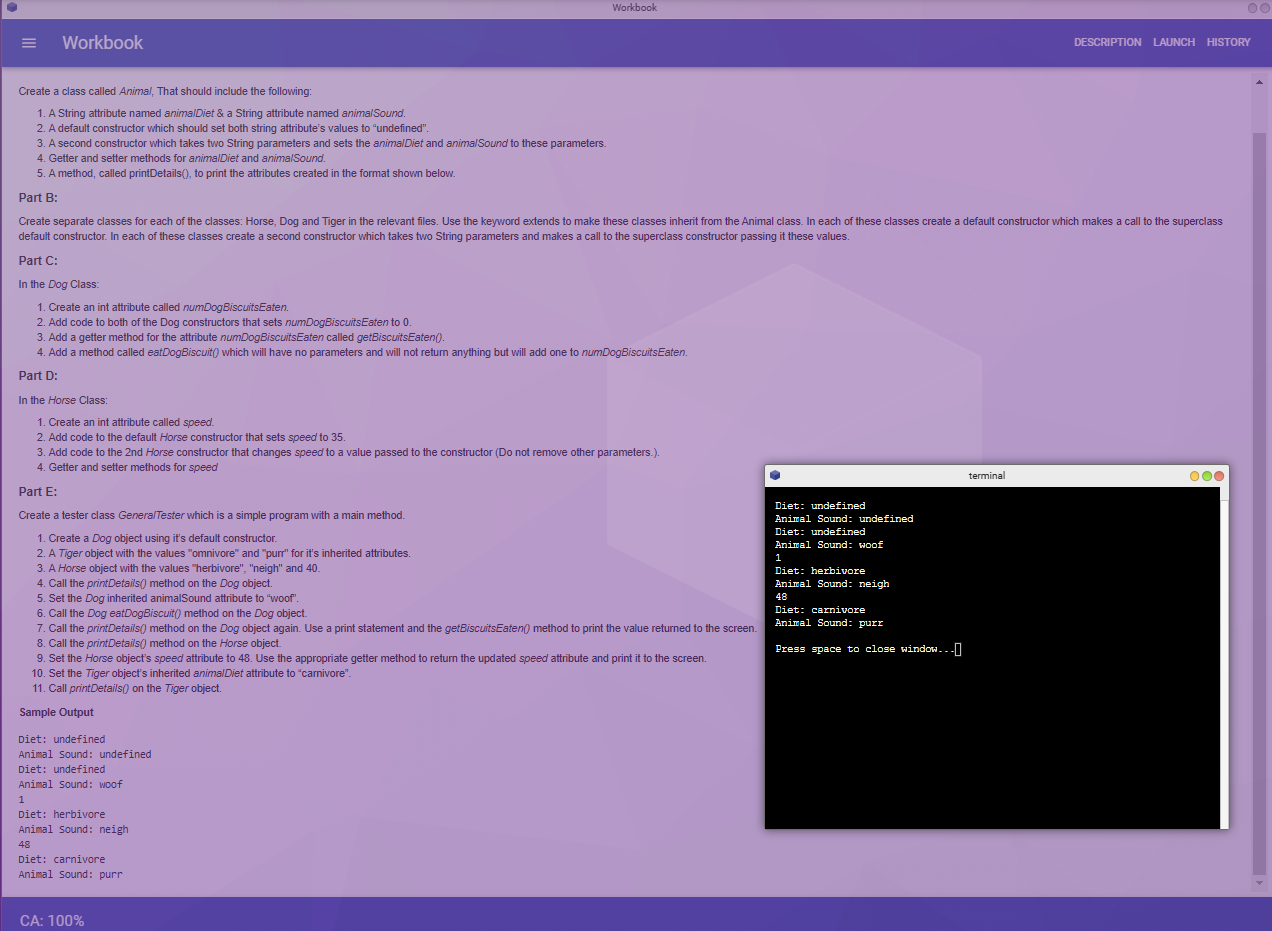 Workbook
Workbook
DESCRIPTION LAUNCH HISTORY
Create a class called Animal, That should include the following:
1. A String attribute named animalDiet & a String attribute named animalSound.
2. A default constructor which should set both string attribute's values to “undefined”.
3. A second constructor which takes two String parameters and sets the animalDiet and animalSound to these parameters.
4. Getter and setter methods for animalDiet and animalSound.
5. A method, called printDetails(), to print the attributes created in the format shown below.
Part B:
Create separate classes for each of the classes: Horse, Dog and Tiger in the relevant files. Use the keyword extends to make these classes inherit from the Animal class. In each of these classes create a default constructor which makes a call to the superclass
default constructor. In each of these classes create a second constructor which takes two String parameters and makes a call to the superclass constructor passing it these values.
Part C:
In the Dog Class:
1. Create an int attribute called numDogBiscuitsEaten.
2. Add code to both of the Dog constructors that sets numDogBiscuitsEaten to 0.
3. Add a getter method for the attribute numDogBiscuitsEaten called getBiscuitsEaten().
4. Add a method called eatDogBiscuit() which will have no parameters and will not return anything but will add one to numDogBiscuitsEaten.
Part D:
In the Horse Class:
1. Create an int attribute called speed.
2. Add code to the default Horse constructor that sets speed to 35.
3. Add code to the 2nd Horse constructor that changes speed to a value passed to the constructor (Do not remove other parameters.).
4. Getter and setter methods for speed
Part E:
Create a tester class GeneralTester which is a simple program with a main method.
1. Create a Dog object using it's default constructor.
2. A Tiger object with the values "omnivore" and "purr" for it's inherited attributes.
3. A Horse object with the values "herbivore", "neigh" and 40.
4. Call the printDetails() method on the Dog object.
5. Set the Dog inherited animalSound attribute to “woof”.
6. Call the Dog eatDogBiscuit() method on the Dog object.
7. Call the printDetails() method on the Dog object again. Use a print statement and the getBiscuitsEaten() method to print the value returned to the screen.
8. Call the printDetails() method on the Horse object.
9. Set the Horse object's speed attribute to 48. Use the appropriate getter method to return the updated speed attribute and print it to the screen.
10. Set the Tiger object's inherited animalDiet attribute to “carnivore”.
11. Call printDetails() on the Tiger object.
Sample Output
Diet: undefined
Animal Sound: undefined
Diet: undefined
Animal Sound: woof
1
Diet: herbivore
Animal Sound: neigh
48
Diet: carnivore
Animal Sound: purr
CA: 100%
terminal
Diet: undefined
Animal Sound: undefined
Diet: undefined
Animal Sound: woof
1
Diet: herbivore
Animal Sound: neigh
48
Diet: carnivore
Animal Sound: purr
Press space to close window...